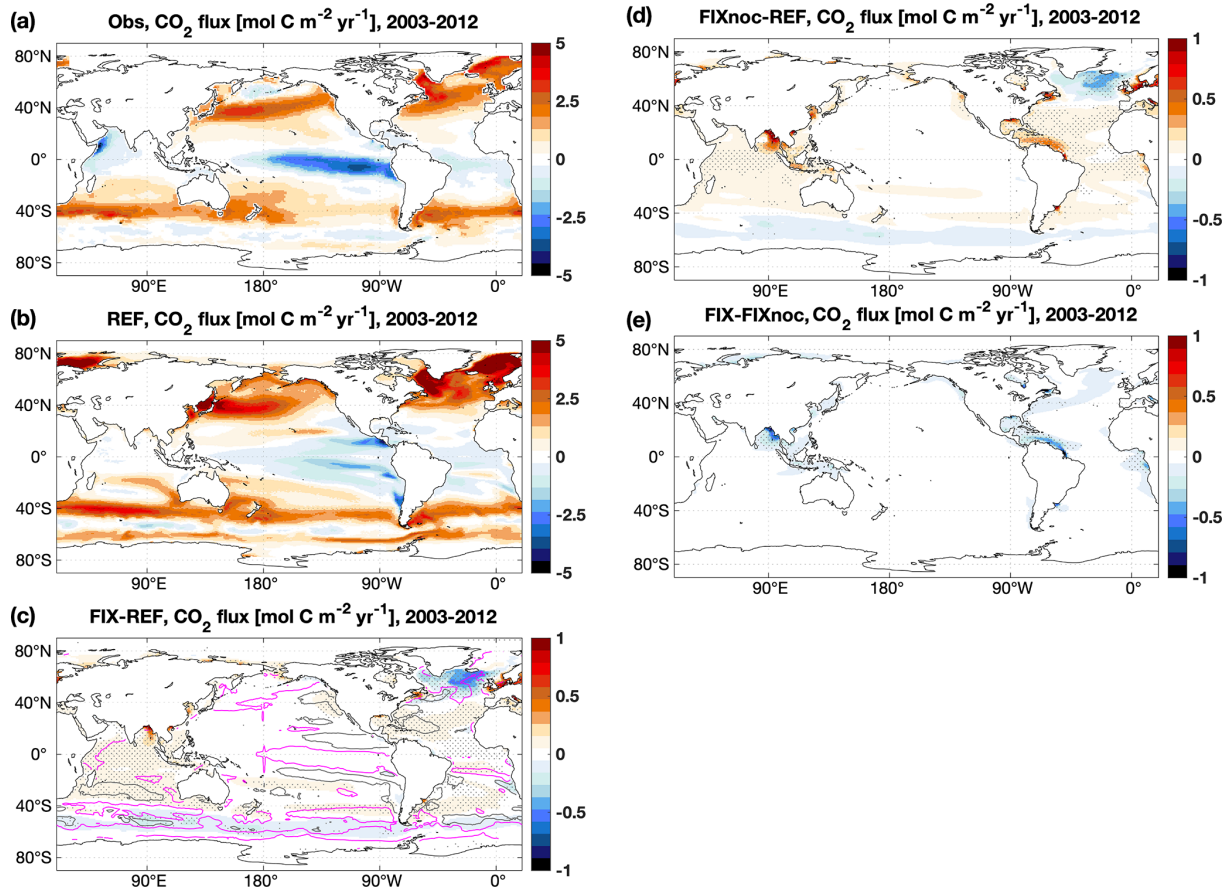 (a)
Obs, CO2 flux [mol C m-2 yr-1], 2003-2012
80°N
40°N
0°
40°S
80°S
90°E 180° 90°W 0°
5
2.5
0
-2.5
-5
(b)
REF, CO2 flux [mol C m-2 yr-1], 2003-2012
80°N
40°N
0°
40°S
80°S
90°E 180° 90°W 0°
5
2.5
0
-2.5
-5
(c)
FIX-REF, CO2 flux [mol C m-2 yr-1], 2003-2012
80°N
40°N
0°
40°S
80°S
90°E 180° 90°W 0°
1
0.5
0
-0.5
-1
(d)
FIXnoc-REF, CO2 flux [mol C m-2 yr-1], 2003-2012
80°N
40°N
0°
40°S
80°S
90°E 180° 90°W 0°
1
0.5
0
-0.5
-1
(e)
FIX-FIXnoc, CO2 flux [mol C m-2 yr-1], 2003-2012
80°N
40°N
0°
40°S
80°S
90°E 180° 90°W 0°
1
0.5
0
-0.5
-1